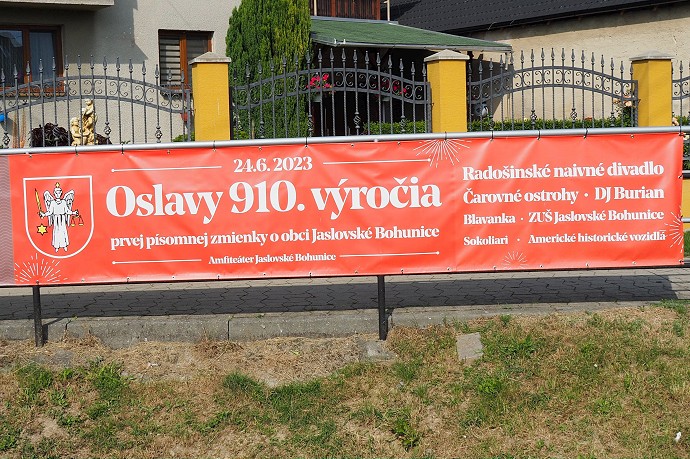 24.6. 2023
Oslavy 910. výročia
prvej písomnej zmienky o obci Jaslovské Bohunice
Amfiteáter Jaslovské Bohunice
Radošinské naivné divadlo
Čarovné ostrohy · DJ Burian
Blavanka · ZUŠ Jaslovské Bohunice
Sokoliari · Americké historické vozidlá